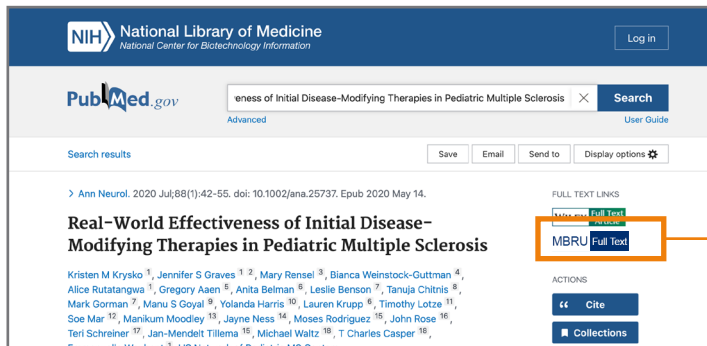 NIH National Library of Medicine
National Center for Biotechnology Information
Log in
PubMed.gov
eness of Initial Disease-Modifying Therapies in Pediatric Multiple Sclerosis
Search
Advanced
User Guide
Search results
Save
Email
Send to
Display options
> Ann Neurol. 2020 Jul;88(1):42-55. doi: 10.1002/ana.25737. Epub 2020 May 14.
FULL TEXT LINKS
Full Text
MBRU Full Text
Real-World Effectiveness of Initial Disease-
Modifying Therapies in Pediatric Multiple Sclerosis
Kristen M Krysko 1, Jennifer S Graves 1 2, Mary Rensel 3, Bianca Weinstock-Guttman 4,
Alice Rutatangwa 1, Gregory Aaen 5, Anita Belman 6, Leslie Benson 7, Tanuja Chitnis 8,
Mark Gorman 7, Manu S Goyal 9, Yolanda Harris 10, Lauren Krupp 6, Timothy Lotze 11,
Soe Mar 12, Manikum Moodley 13, Jayne Ness 14, Moses Rodriguez 15, John Rose 16,
Teri Schreiner 17, Jan-Mendelt Tillema 15, Michael Waltz 18, T Charles Casper 18,
ACTIONS
Cite
Collections